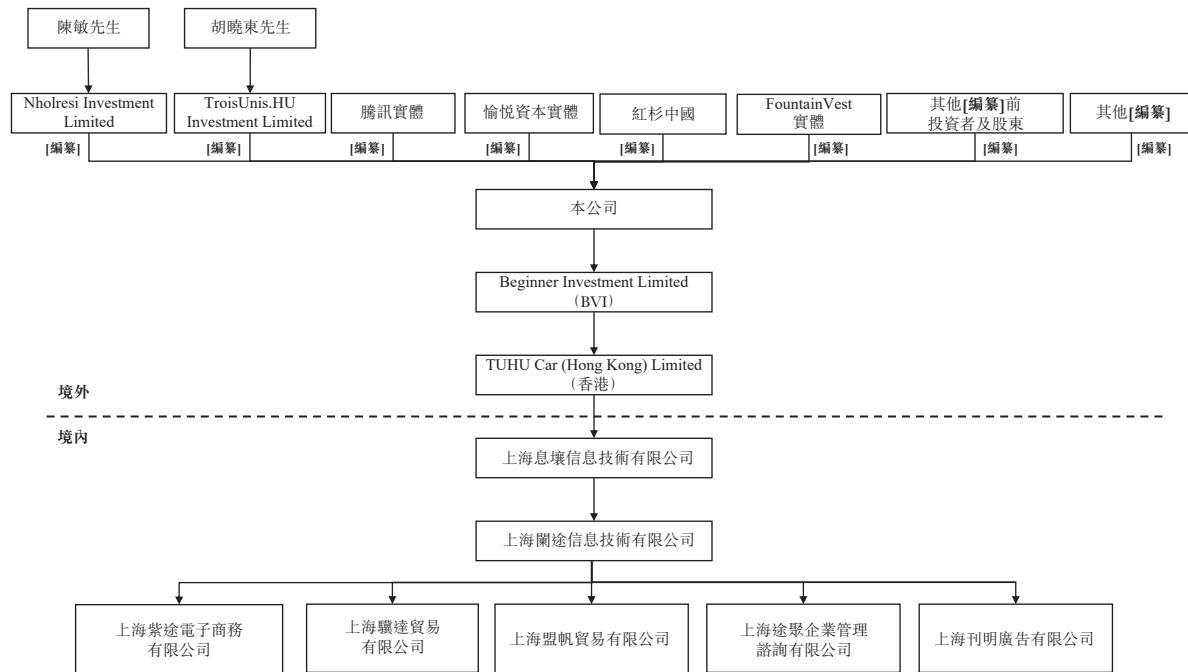 陳敏先生
胡曉東先生
Nholresi Investment
Limited
TroisUnis.HU
Investment Limited
騰訊實體
愉悅資本實體
紅杉中國
FountainVest
實體
其他[編纂]前
投資者及股東
其他[編纂]
[編纂]
[編纂]
[編纂]
[編纂]
[編纂]
[編纂]
[編纂]
[編纂]
本公司
Beginner Investment Limited
（BVI）
TUHU Car (Hong Kong) Limited
（香港）
境外
境內
上海息壤信息技術有限公司
上海闌途信息技術有限公司
上海紫途電子商務
有限公司
上海驥達貿易
有限公司
上海盟帆貿易有限公司
上海途聚企業管理
諮詢有限公司
上海刊明廣告有限公司